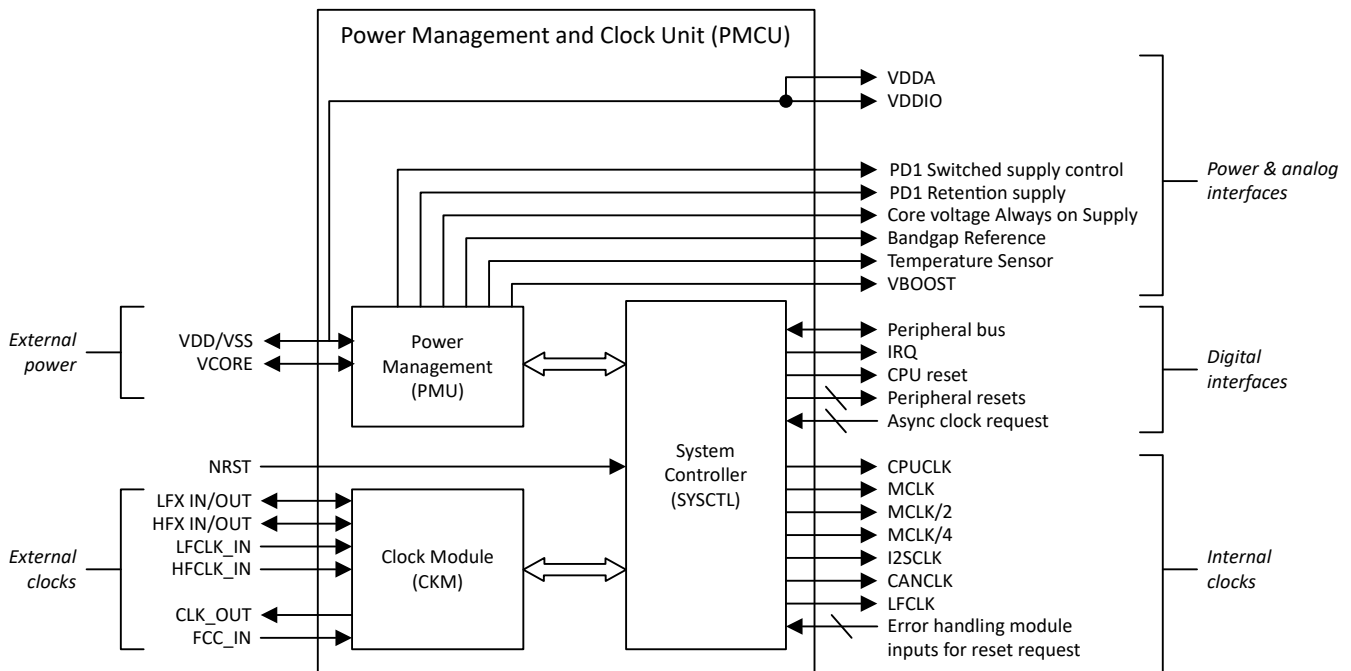 Power Management and Clock Unit (PMCU)
VDDA
VDDIO
PD1 Switched supply control
PD1 Retention supply
Core voltage Always on Supply
Bandgap Reference
Temperature Sensor
VBOOST
Power & analog
interfaces
External
power
VDD/VSS
VCORE
Power
Management
(PMU)
Peripheral bus
IRQ
CPU reset
Peripheral resets
Async clock request
Digital
interfaces
NRST
System
Controller
(SYSCTL)
External
clocks
LFX IN/OUT
HFX IN/OUT
LFCLK_IN
HFCLK_IN
CLK_OUT
FCC_IN
Clock Module
(CKM)
CPUCLK
MCLK
MCLK/2
MCLK/4
I2SCLK
CANCLK
LFCLK
Error handling module
inputs for reset request
Internal
clocks